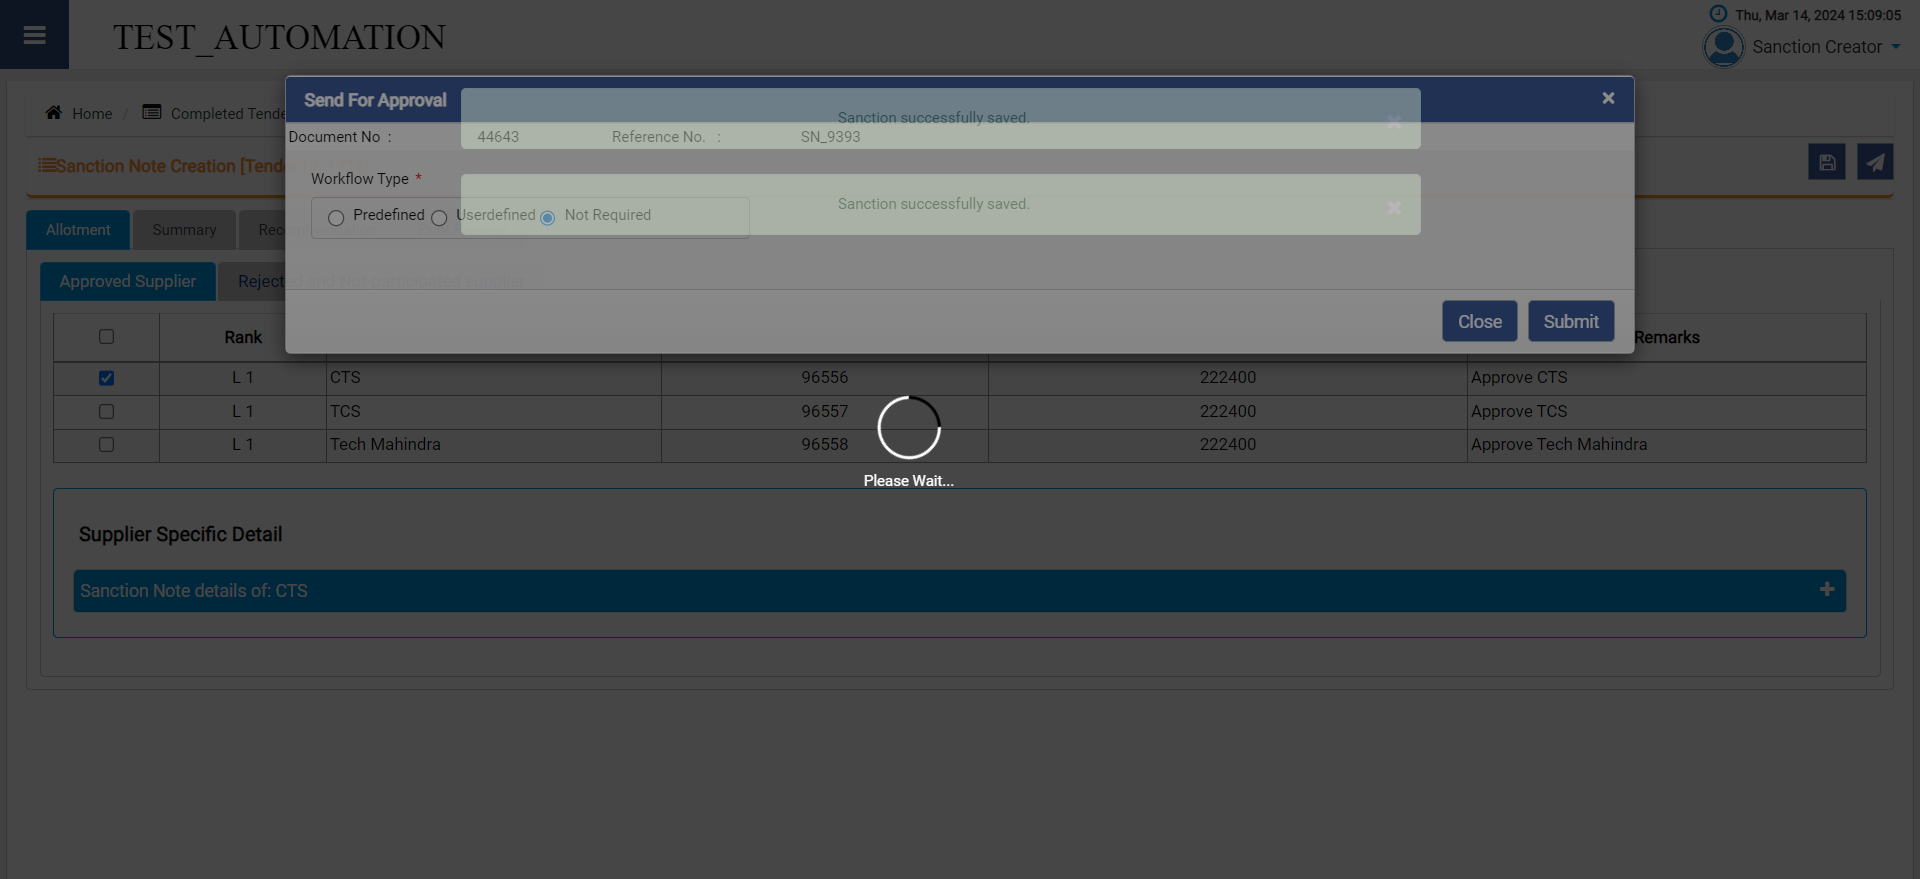 TEST_AUTOMATION
Thu, Mar 14, 2024 15:09:05
Sanction Creator
Home / Completed Tende
Send For Approval
×
Sanction successfully saved.
Document No :
44643
Reference No. :
SN_9393
Sanction Note Creation [Tende
Workflow Type *
Sanction successfully saved.
Predefined
Userdefined
Not Required
Allotment
Summary
Approved Supplier
Reject
Close
Submit
Rank
Remarks
L 1 CTS 96556 222400 Approve CTS
L 1 TCS 96557 222400 Approve TCS
L 1 Tech Mahindra 96558 222400 Approve Tech Mahindra
Please Wait...
Supplier Specific Detail
Sanction Note details of: CTS